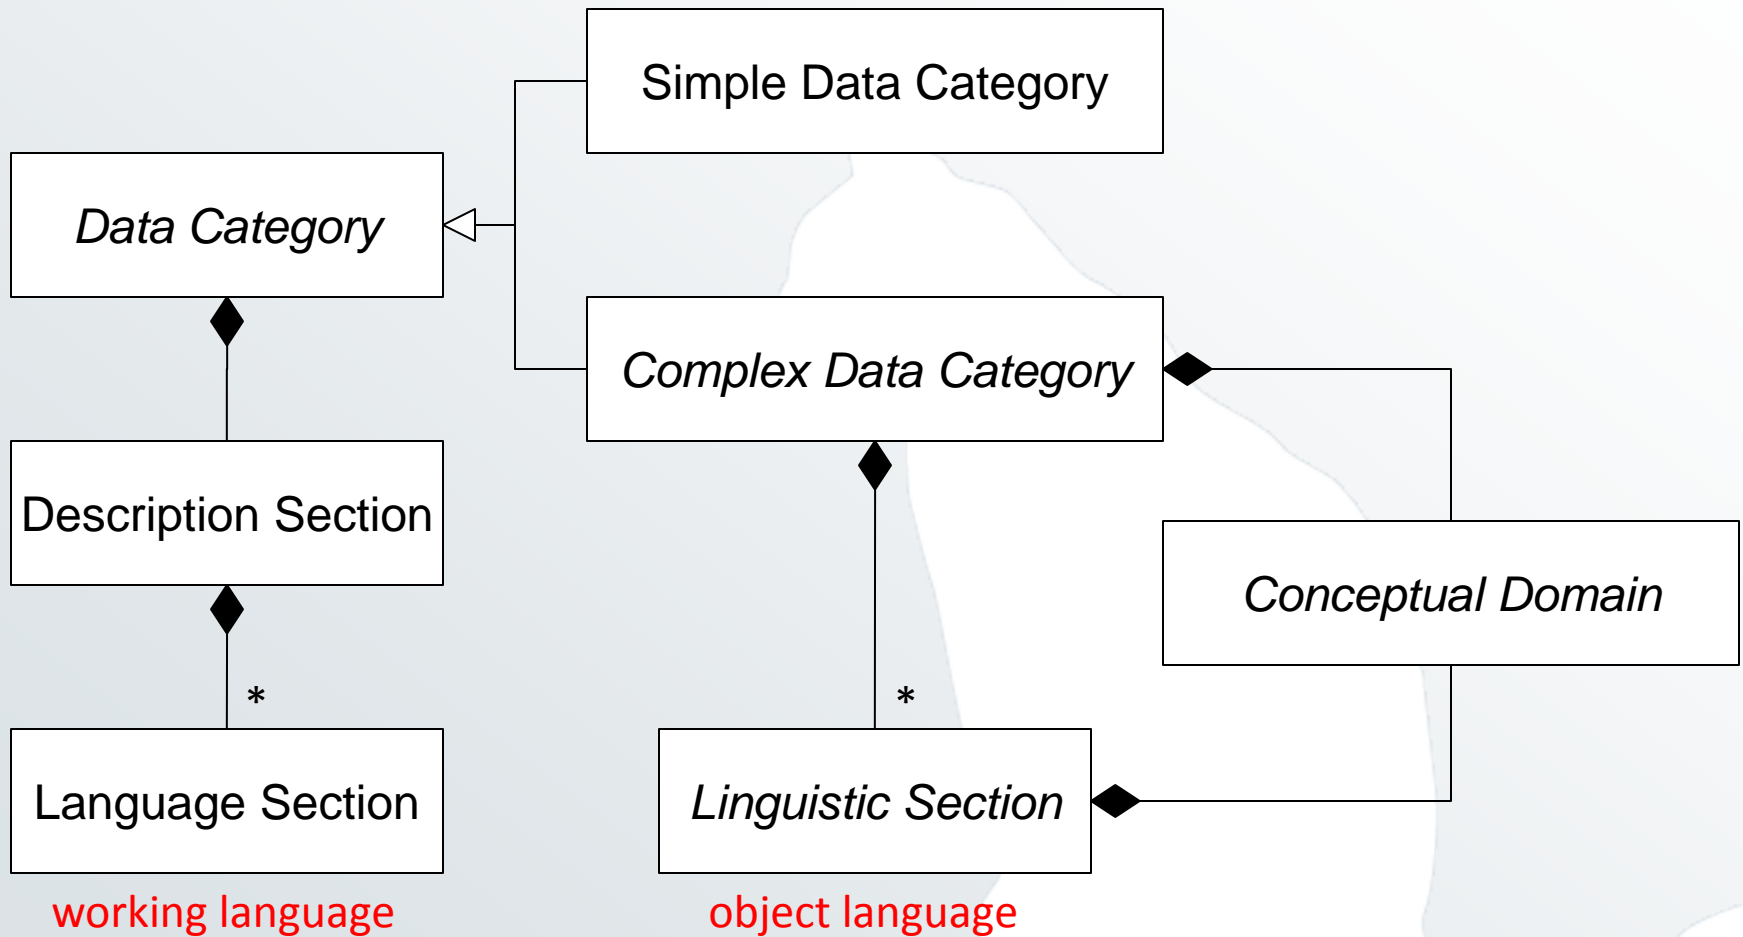 Simple Data Category
Data Category
Complex Data Category
Description Section
Conceptual Domain
*
*
Language Section
Linguistic Section
working language
object language